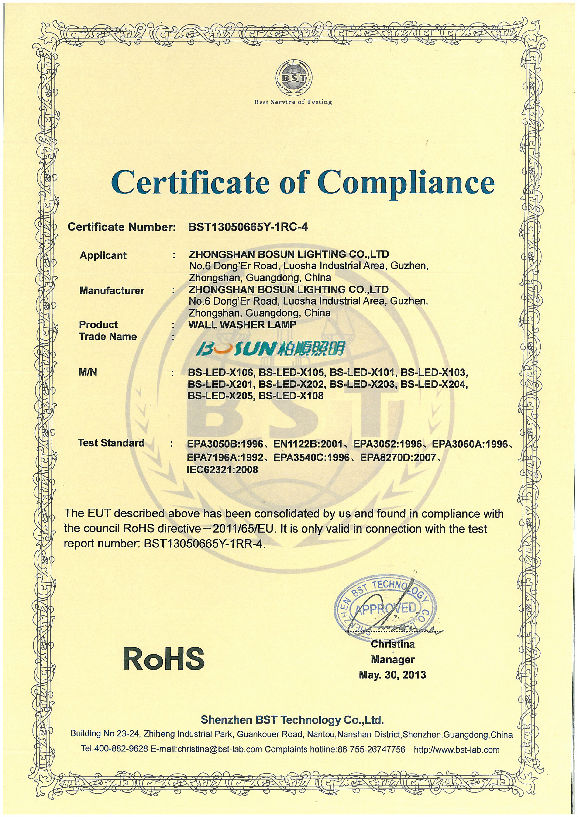 BST
Best Service of Testing
Certificate of Compliance
Certificate Number: BST13050665Y-1RC-4
Applicant : ZHONGSHAN BOSUN LIGHTING CO.,LTD
No.6 Dong'Er Road, Luosha Industrial Area, Guzhen,
Zhongshan, Guangdong, China
Manufacturer : ZHONGSHAN BOSUN LIGHTING CO.,LTD
No.6 Dong'Er Road, Luosha Industrial Area, Guzhen,
Zhongshan, Guangdong, China
Product : WALL WASHER LAMP
Trade Name :
BOSUN 柏顺照明
M/N : BS-LED-X106, BS-LED-X105, BS-LED-X101, BS-LED-X103,
BS-LED-X201, BS-LED-X202, BS-LED-X203, BS-LED-X204,
BS-LED-X205, BS-LED-X108
BST
Test Standard : EPA3050B:1996、EN1122B:2001、EPA3052:1996、EPA3060A:1996、
EPA7196A:1992、EPA3540C:1996、EPA8270D:2007、
IEC62321:2008
The EUT described above has been consolidated by us and found in compliance with
the council RoHS directive—2011/65/EU. It is only valid in connection with the test
report number: BST13050665Y-1RR-4.
SHENZHEN BST TECHNOLOGY CO.
APPROVED
Christina
Manager
May. 30, 2013
RoHS
Shenzhen BST Technology Co.,Ltd.
Building No.23-24, Zhiheng Industrial Park, Guankouer Road, Nantou,Nanshan District,Shenzhen,Guangdong,China
Tel:400-882-9628 E-mail:christina@bst-lab.com Complaints hotline:86 755 26747756 http://www.bst-lab.com